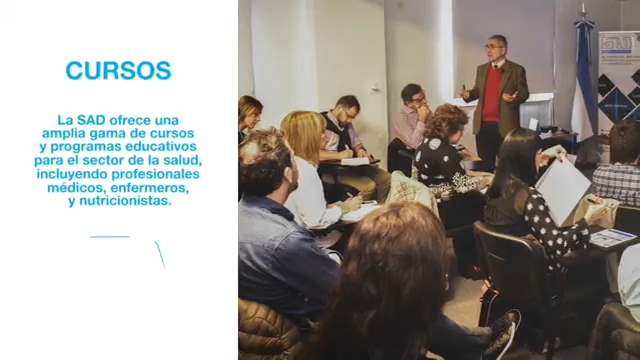 CURSOS
La SAD ofrece una
amplia gama de cursos
y programas educativos
para el sector de la salud,
incluyendo profesionales
médicos, enfermeros,
y nutricionistas.